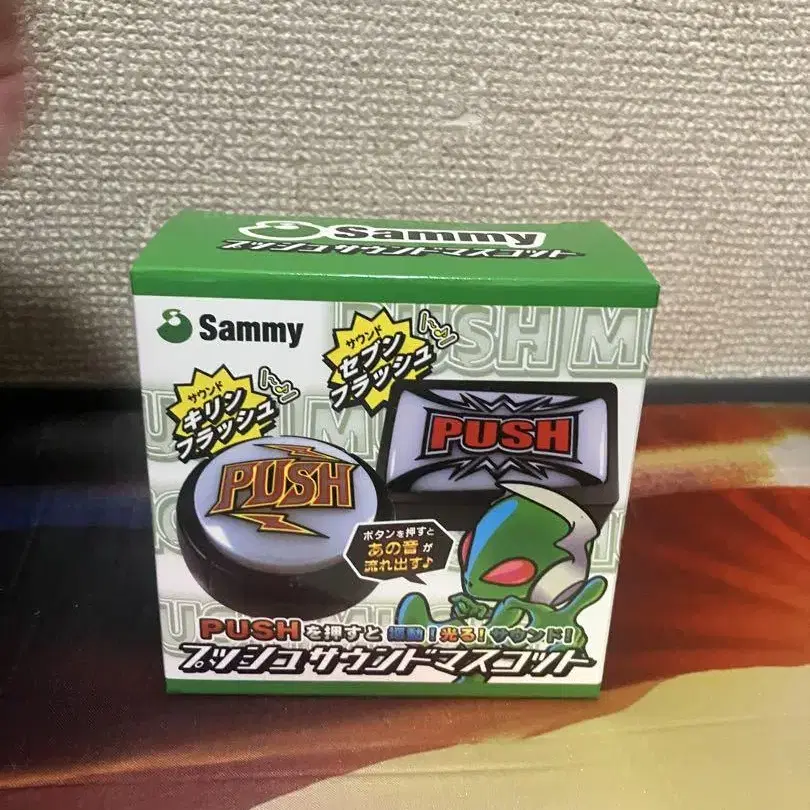 Sammy
プッシュサウンドマスコット
Sammy
サウンド
セブン
フラッシュ
サウンド
キリン
フラッシュ
PUSH
PUSH
ボタンを押すと
あの音が
流れ出す♪
PUSHを押すと 振動!光る!サウンド!
プッシュサウンドマスコット